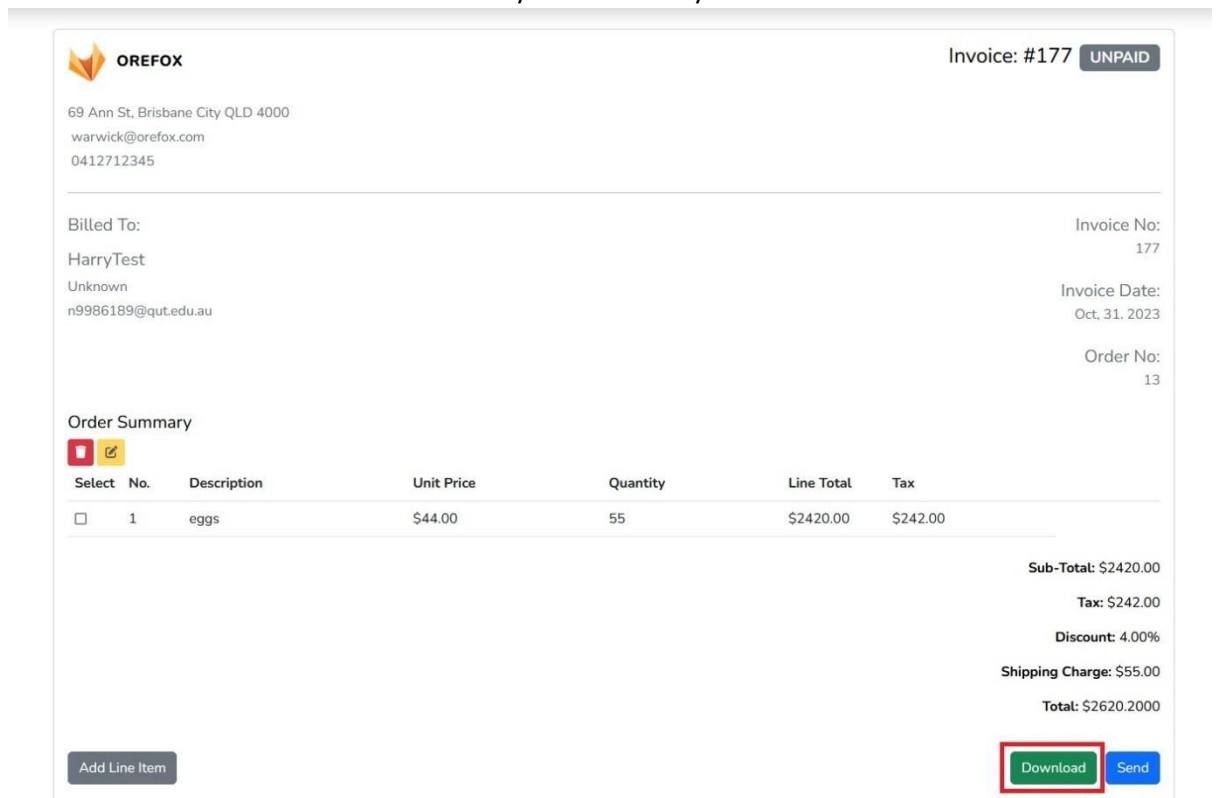 OREFOX
Invoice: #177 UNPAID
69 Ann St, Brisbane City QLD 4000
warwick@orefox.com
0412712345
Billed To:
HarryTest
Unknown
n9986189@qut.edu.au
Invoice No:
177
Invoice Date:
Oct, 31. 2023
Order No:
13
Order Summary
Select No. Description Unit Price Quantity Line Total Tax
1 eggs $44.00 55 $2420.00 $242.00
Sub-Total: $2420.00
Tax: $242.00
Discount: 4.00%
Shipping Charge: $55.00
Total: $2620.2000
Add Line Item Download Send